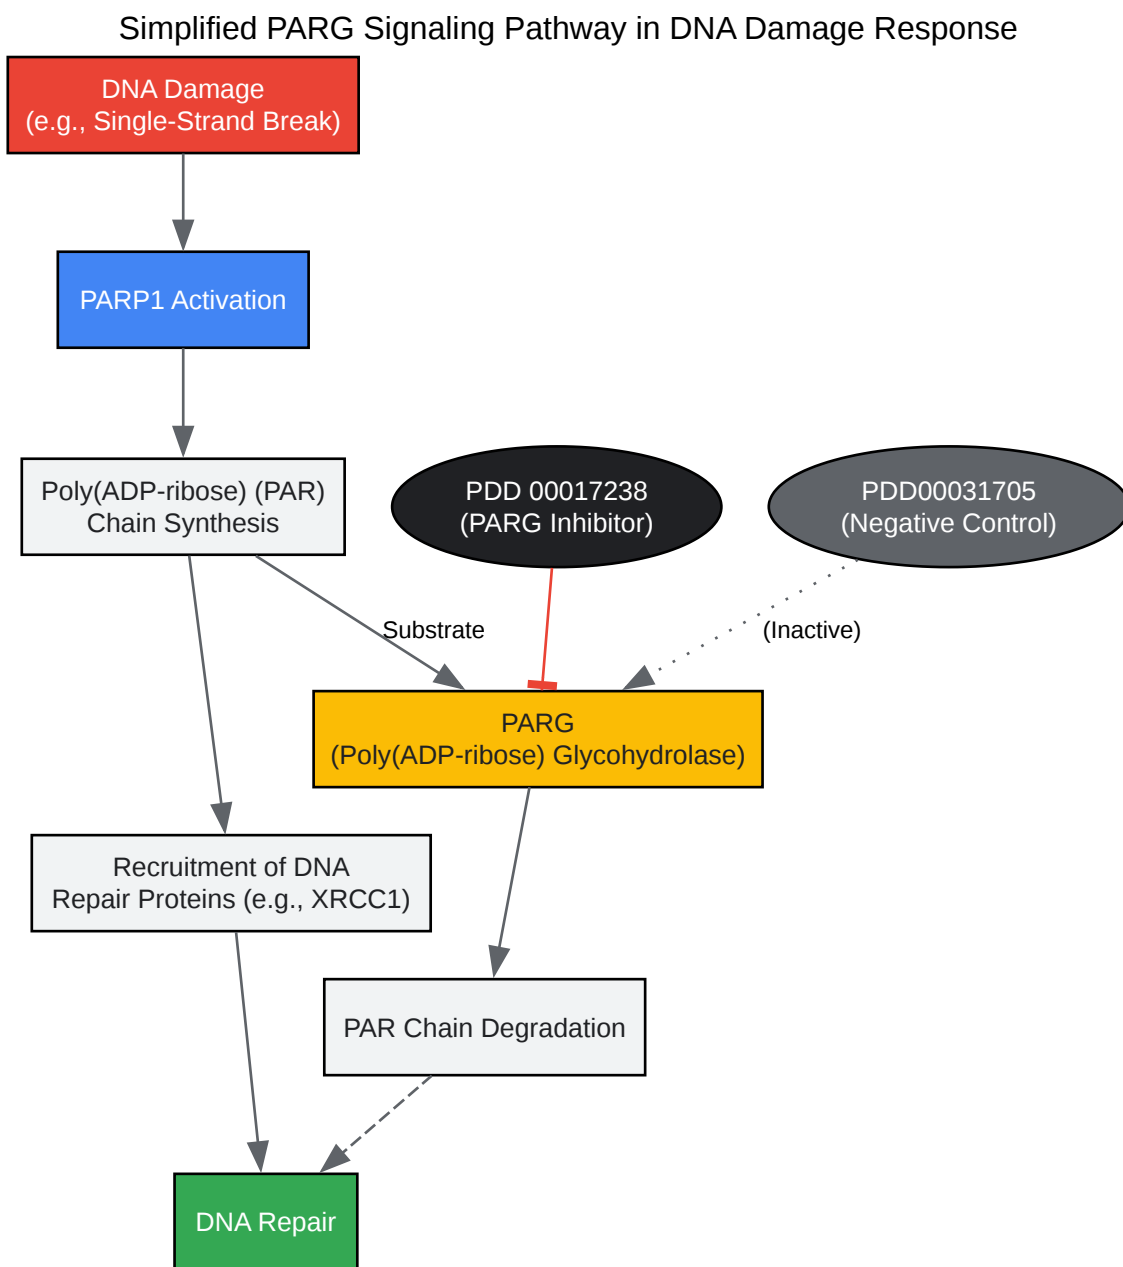 Simplified PARG Signaling Pathway in DNA Damage Response
DNA Damage
(e.g., Single-Strand Break)
PARP1 Activation
Poly(ADP-ribose) (PAR)
Chain Synthesis
PDD 00017238
(PARG Inhibitor)
PDD00031705
(Negative Control)
Substrate
(Inactive)
PARG
(Poly(ADP-ribose) Glycohydrolase)
Recruitment of DNA
Repair Proteins (e.g., XRCC1)
PAR Chain Degradation
DNA Repair